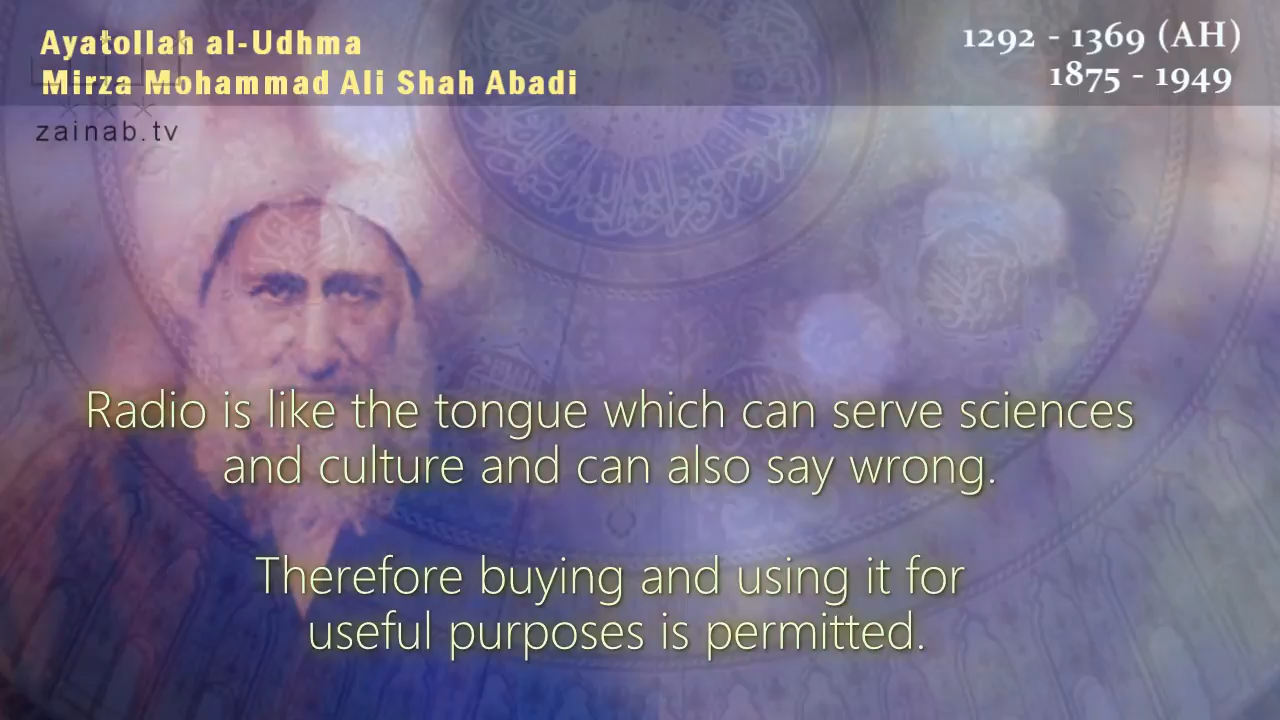 Ayatollah al-Udhma
Mirza Mohammad Ali Shah Abadi
1292 - 1369 (AH)
1875 - 1949
zainab.tv
Radio is like the tongue which can serve sciences
and culture and can also say wrong.
Therefore buying and using it for
useful purposes is permitted.